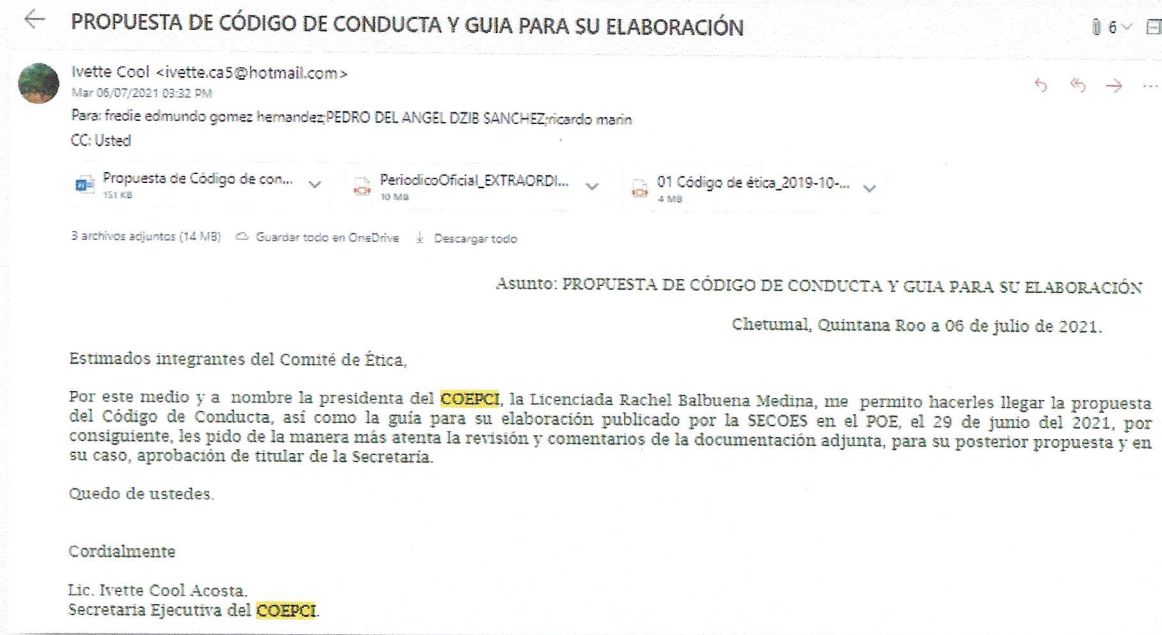 PROPUESTA DE CÓDIGO DE CONDUCTA Y GUIA PARA SU ELABORACIÓN
6
Ivette Cool <ivette.ca5@hotmail.com>
Mar 06/07/2021 03:32 PM
Para: fredie edmundo gomez hernandez;PEDRO DEL ANGEL DZIB SANCHEZ;ricardo marin
CC: Usted
Propuesta de Código de con...
151 KB
PeriodicoOficial_EXTRAORDI...
10 MB
01 Código de ética_2019-10-...
4 MB
3 archivos adjuntos (14 MB) Guardar todo en OneDrive Descargar todo
Asunto: PROPUESTA DE CÓDIGO DE CONDUCTA Y GUIA PARA SU ELABORACIÓN
Chetumal, Quintana Roo a 06 de julio de 2021.
Estimados integrantes del Comité de Ética,
Por este medio y a nombre la presidenta del COEPCI, la Licenciada Rachel Balbuena Medina, me permito hacerles llegar la propuesta
del Código de Conducta, así como la guía para su elaboración publicado por la SECOES en el POE, el 29 de junio del 2021, por
consiguiente, les pido de la manera más atenta la revisión y comentarios de la documentación adjunta, para su posterior propuesta y en
su caso, aprobación de titular de la Secretaría.
Quedo de ustedes.
Cordialmente
Lic. Ivette Cool Acosta.
Secretaria Ejecutiva del COEPCI.